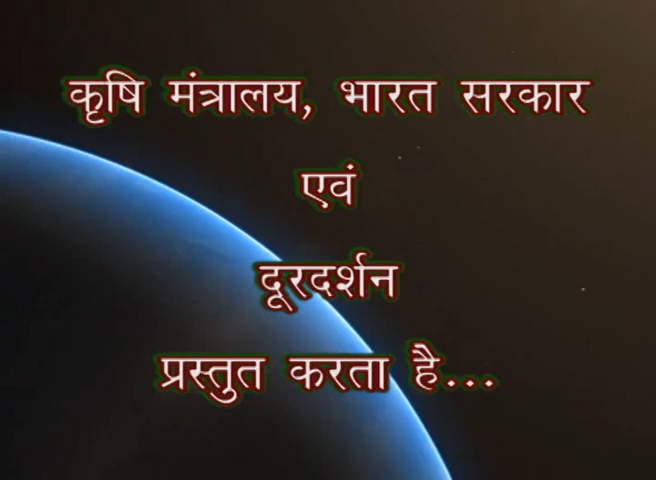 कृषि मंत्रालय, भारत सरकार
एवं
दूरदर्शन
प्रस्तुत करता है...